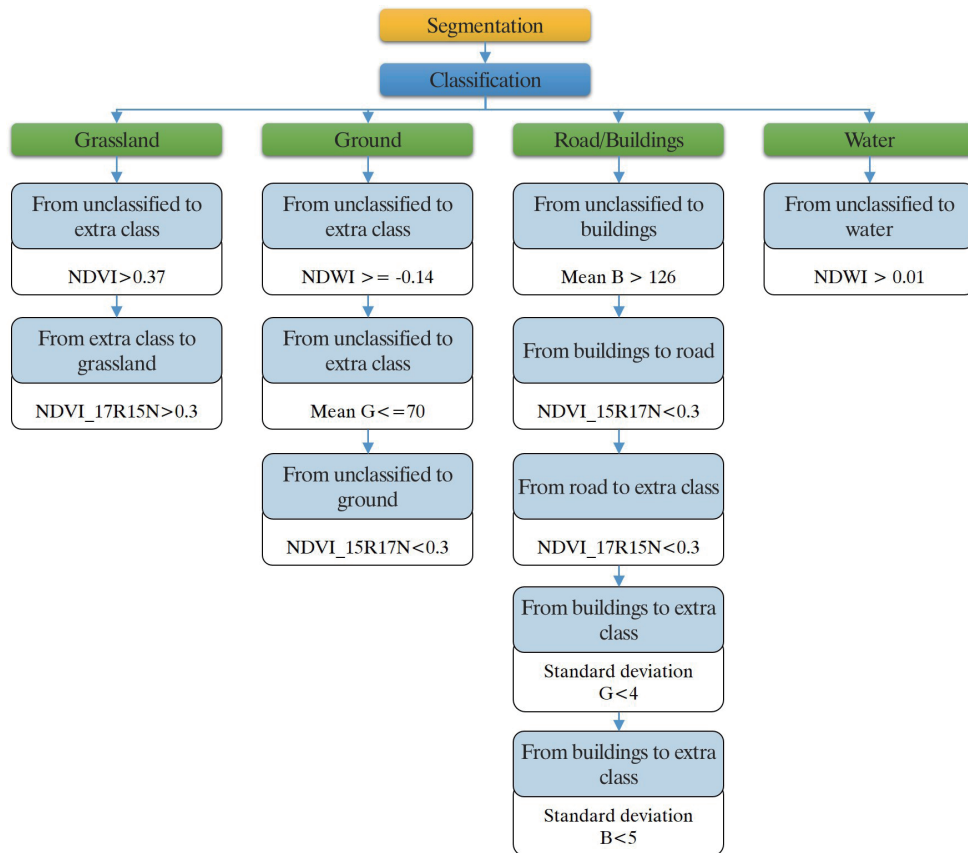 Segmentation
Classification
Grassland
From unclassified to
extra class
NDVI>0.37
From extra class to
grassland
NDVI_17R15N>0.3
Ground
From unclassified to
extra class
NDWI >= -0.14
From unclassified to
extra class
Mean G<=70
From unclassified to
ground
NDVI_15R17N<0.3
Road/Buildings
From unclassified to
buildings
Mean B > 126
From buildings to road
NDVI_15R17N<0.3
From road to extra class
NDVI_17R15N<0.3
From buildings to extra
class
Standard deviation
G<4
From buildings to extra
class
Standard deviation
B<5
Water
From unclassified to
water
NDWI > 0.01